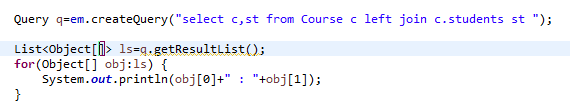 Query q=em.createQuery("select c,st from Course c left join c.students st ");
List<Object[]> ls=q.getResultList();
for(Object[] obj:ls) {
System.out.println(obj[0]+" : "+obj[1]);
}